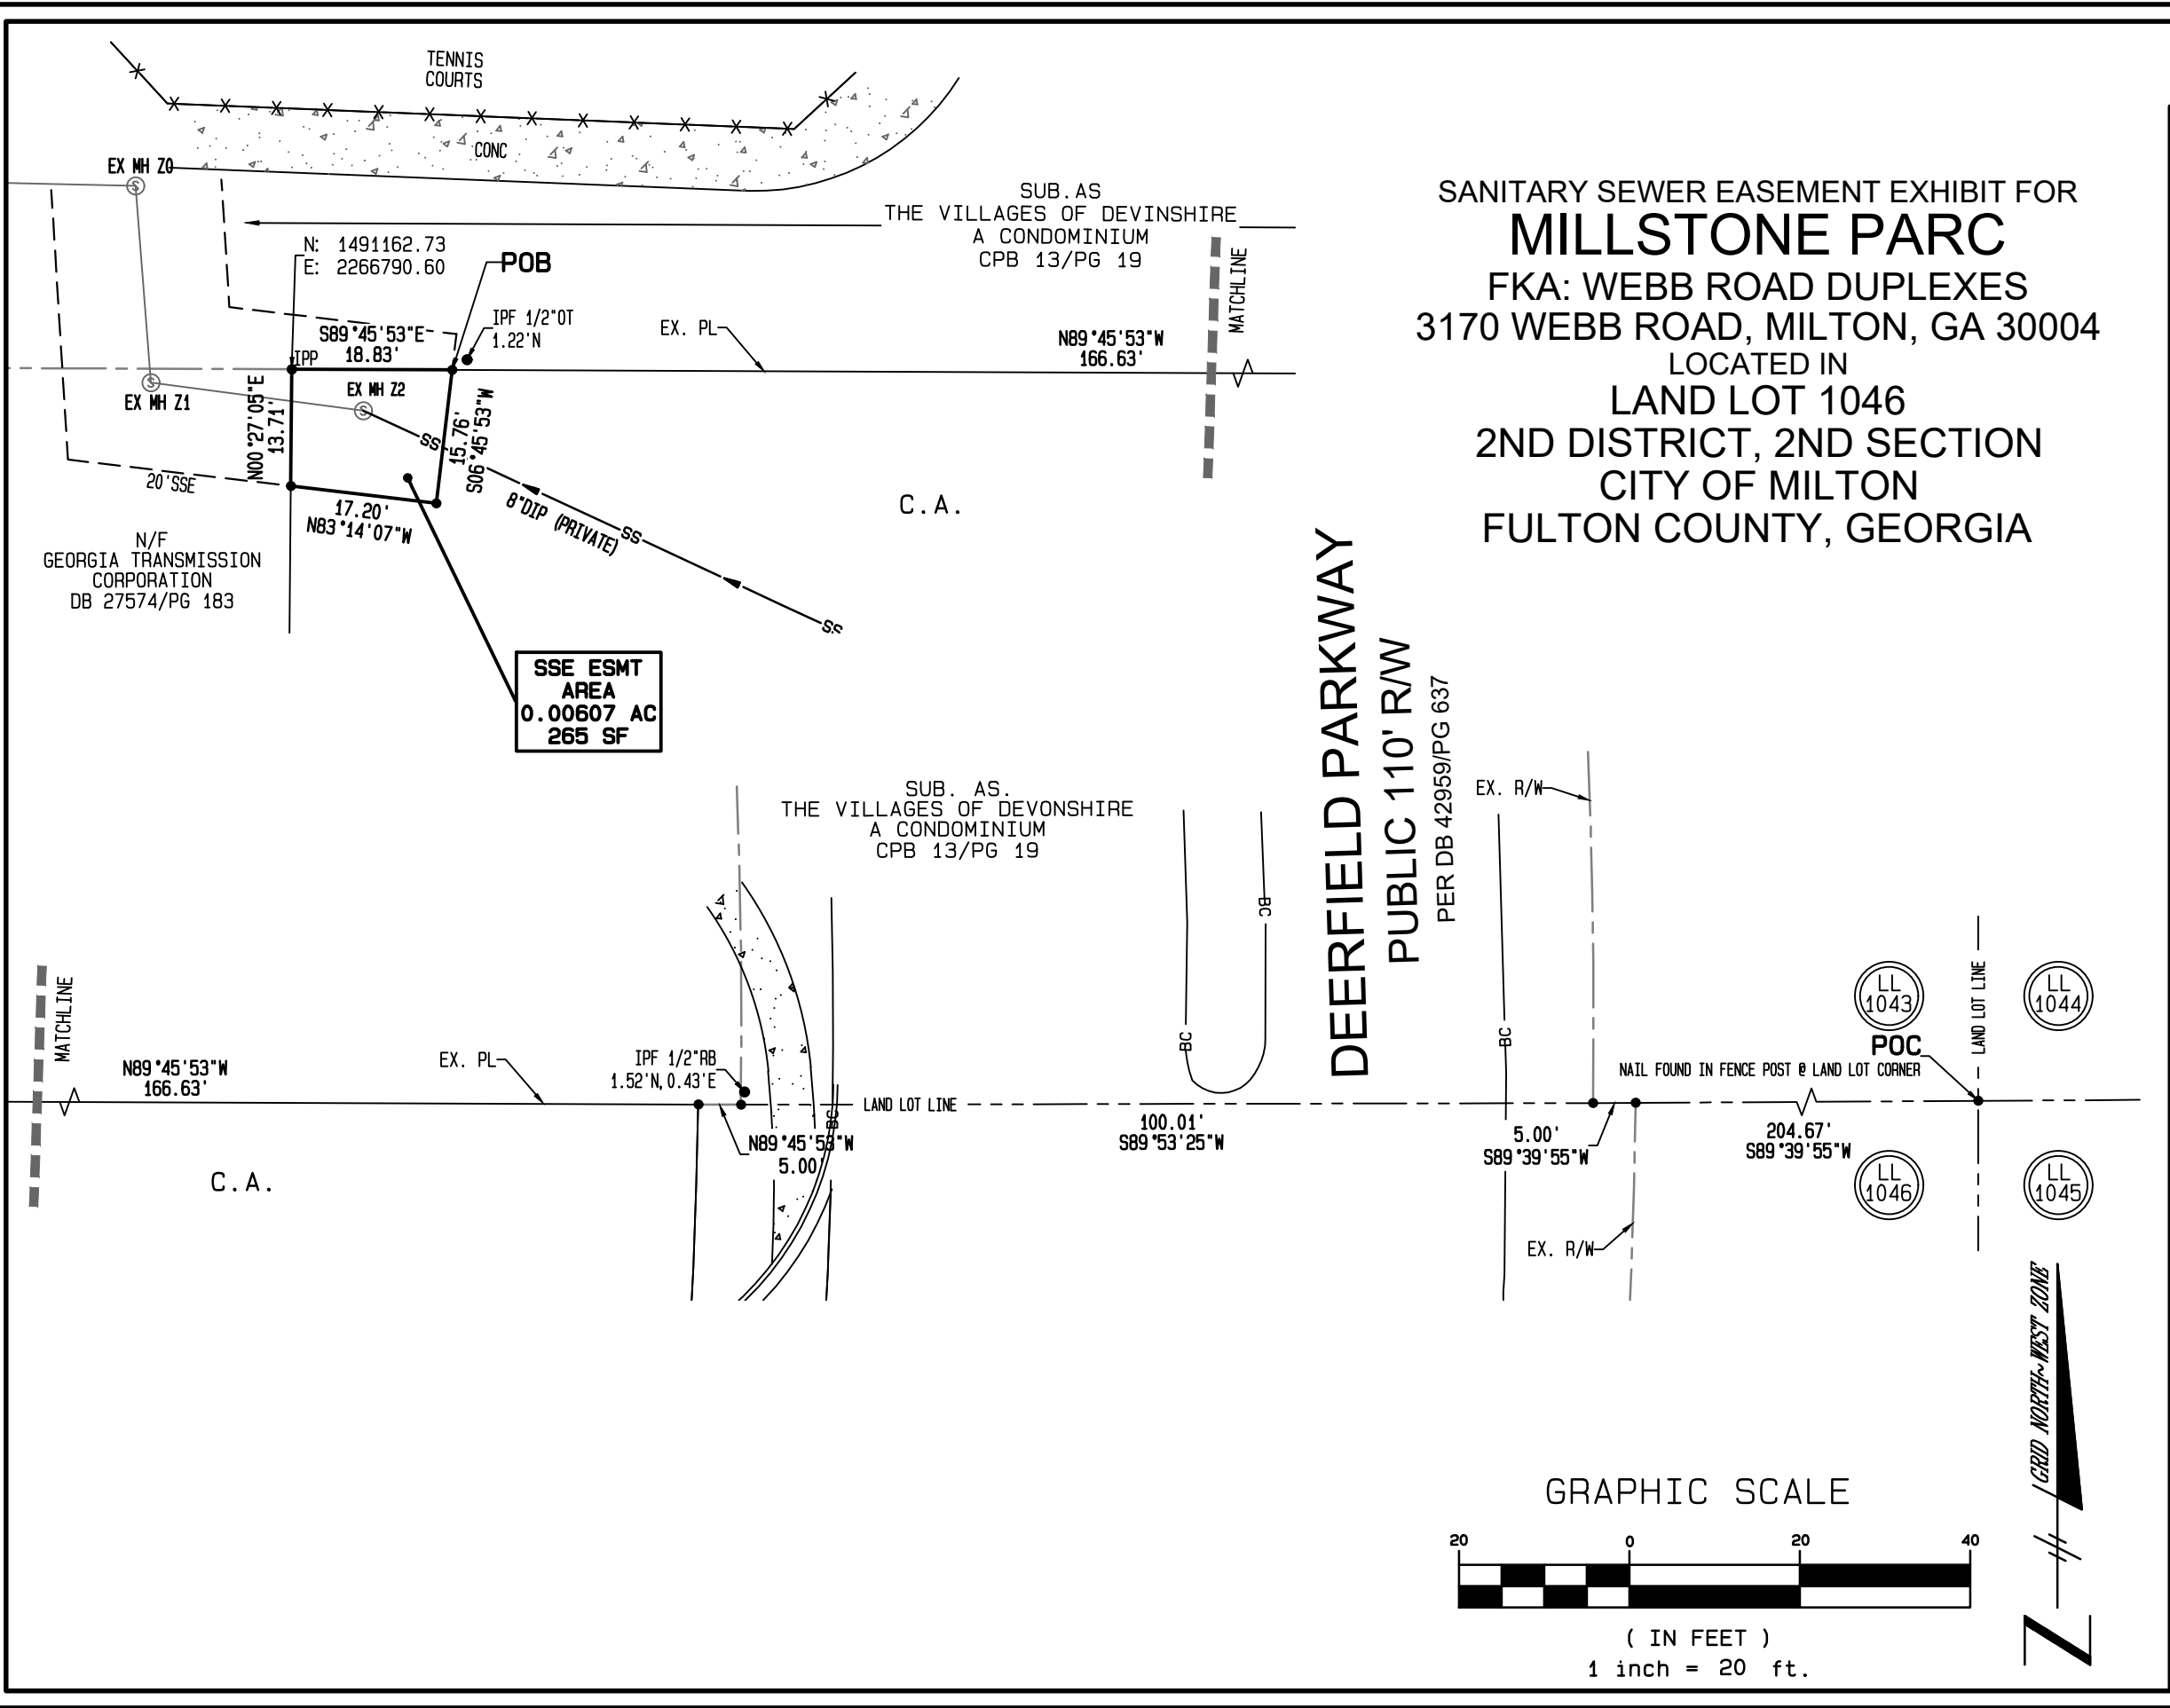 TENNIS
COURTS
CONC
EX MH Z0
SUB.AS
THE VILLAGES OF DEVINSHIRE
A CONDOMINIUM
CPB 13/PG 19
N: 1491162.73
E: 2266790.60
POB
IPF 1/2"OT
1.22'N
EX. PL
N89°45'53"W
166.63'
MATCHLINE
S89°45'53"E
18.83'
IPP
EX MH Z2
EX MH Z1
N00°27'05"E
13.71'
15.76'
S06°45'53"W
SS
20'SSE
17.20'
N83°14'07"W
8"DIP (PRIVATE)
SS
SS
C.A.
N/F
GEORGIA TRANSMISSION
CORPORATION
DB 27574/PG 183
SSE ESMT
AREA
0.00607 AC
265 SF
SANITARY SEWER EASEMENT EXHIBIT FOR
MILLSTONE PARC
FKA: WEBB ROAD DUPLEXES
3170 WEBB ROAD, MILTON, GA 30004
LOCATED IN
LAND LOT 1046
2ND DISTRICT, 2ND SECTION
CITY OF MILTON
FULTON COUNTY, GEORGIA
SUB. AS.
THE VILLAGES OF DEVONSHIRE
A CONDOMINIUM
CPB 13/PG 19
DEERFIELD PARKWAY
PUBLIC 110' R/W
PER DB 42959/PG 637
EX. R/W
BC
BC
BC
BC
MATCHLINE
N89°45'53"W
166.63'
EX. PL
IPF 1/2"RB
1.52'N,0.43'E
LAND LOT LINE
N89°45'53"W
5.00'
C.A.
100.01'
S89°53'25"W
5.00'
S89°39'55"W
204.67'
S89°39'55"W
LL
1043
LL
1044
LAND LOT LINE
POC
NAIL FOUND IN FENCE POST @ LAND LOT CORNER
LL
1046
LL
1045
EX. R/W
GRID NORTH~WEST ZONE
N
GRAPHIC SCALE
20 0 20 40
( IN FEET )
1 inch = 20 ft.